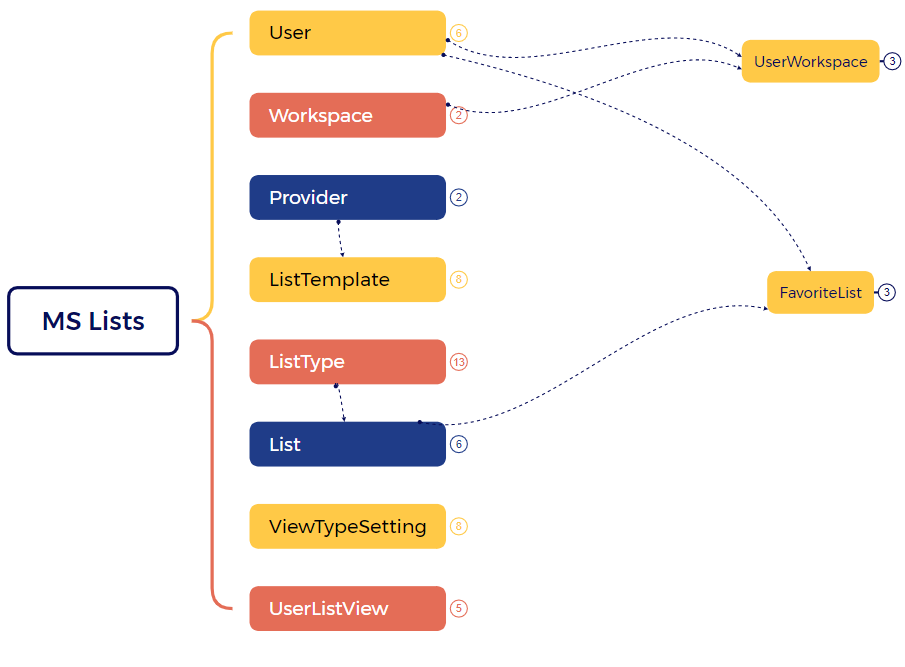 User
6
UserWorkspace
3
Workspace
2
Provider
2
ListTemplate
8
FavoriteList
3
MS Lists
ListType
13
List
6
ViewTypeSetting
8
UserListView
5